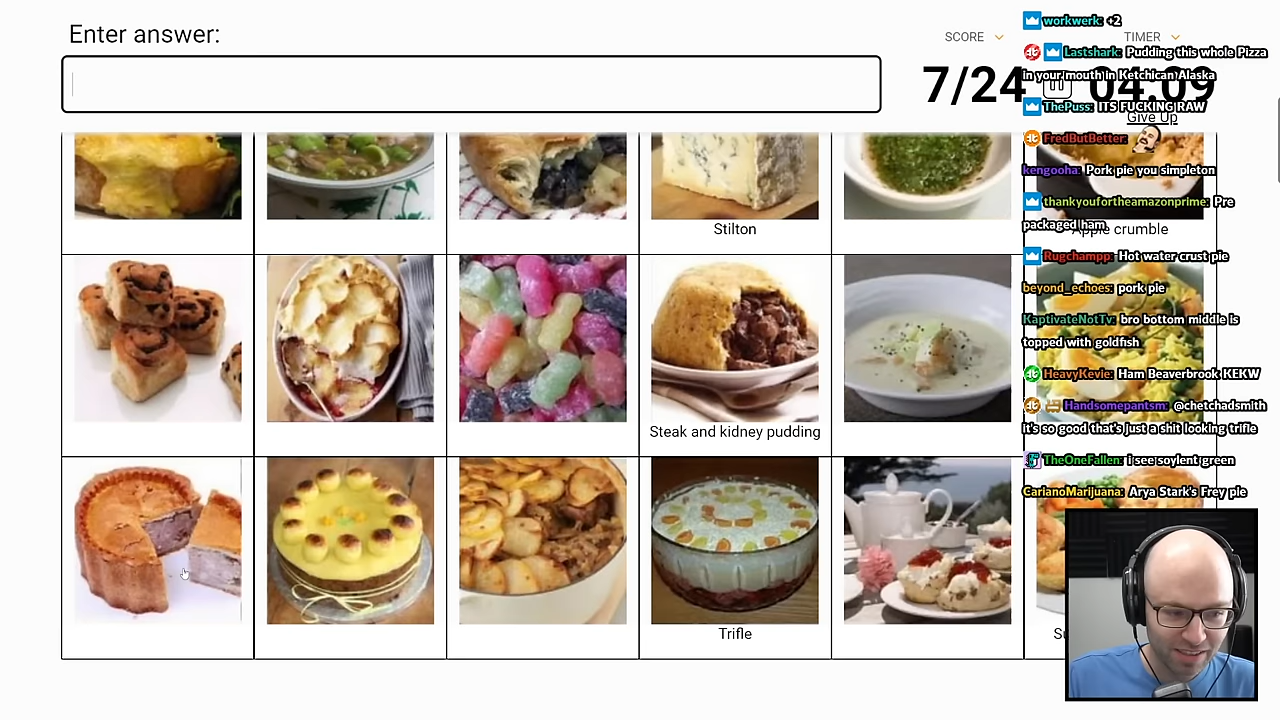 Enter answer:
SCORE
TIMER
7/24
04:09
Give Up
Stilton
Apple crumble
Steak and kidney pudding
Trifle
workwerk: +2
Lastshark: Pudding this whole Pizza
in your mouth in Ketchican Alaska
ThePuss: ITS FUCKING RAW
FredButBetter:
kengooha: Pork pie you simpleton
thankyoufortheamazonprime: Pre
packaged ham
Rugchampp: Hot water crust pie
beyond_echoes: pork pie
KaptivateNotTv: bro bottom middle is
topped with goldfish
HeavyKevie: Ham Beaverbrook KEKW
Handsomepantsm: @chetchadsmith
it's so good that's just a shit looking trifle
TheOneFallen: i see soylent green
CarianoMarijuana: Arya Stark's Frey pie